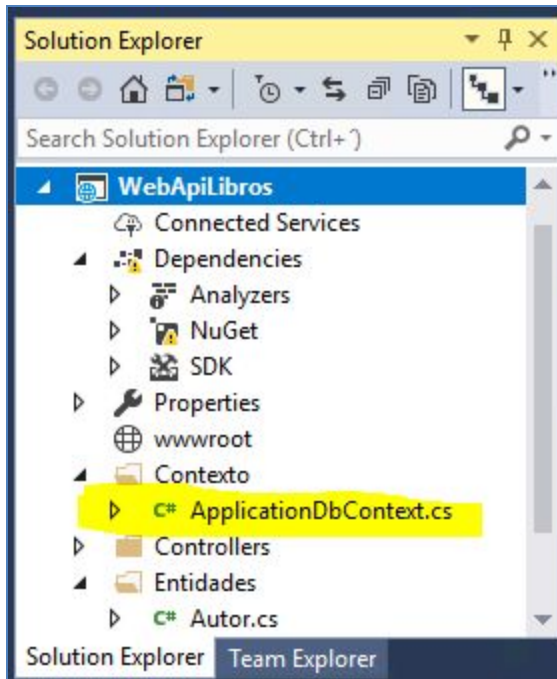 Solution Explorer
Search Solution Explorer (Ctrl+´)
WebApiLibros
Connected Services
Dependencies
Analyzers
NuGet
SDK
Properties
wwwroot
Contexto
C# ApplicationDbContext.cs
Controllers
Entidades
C# Autor.cs
Solution Explorer Team Explorer